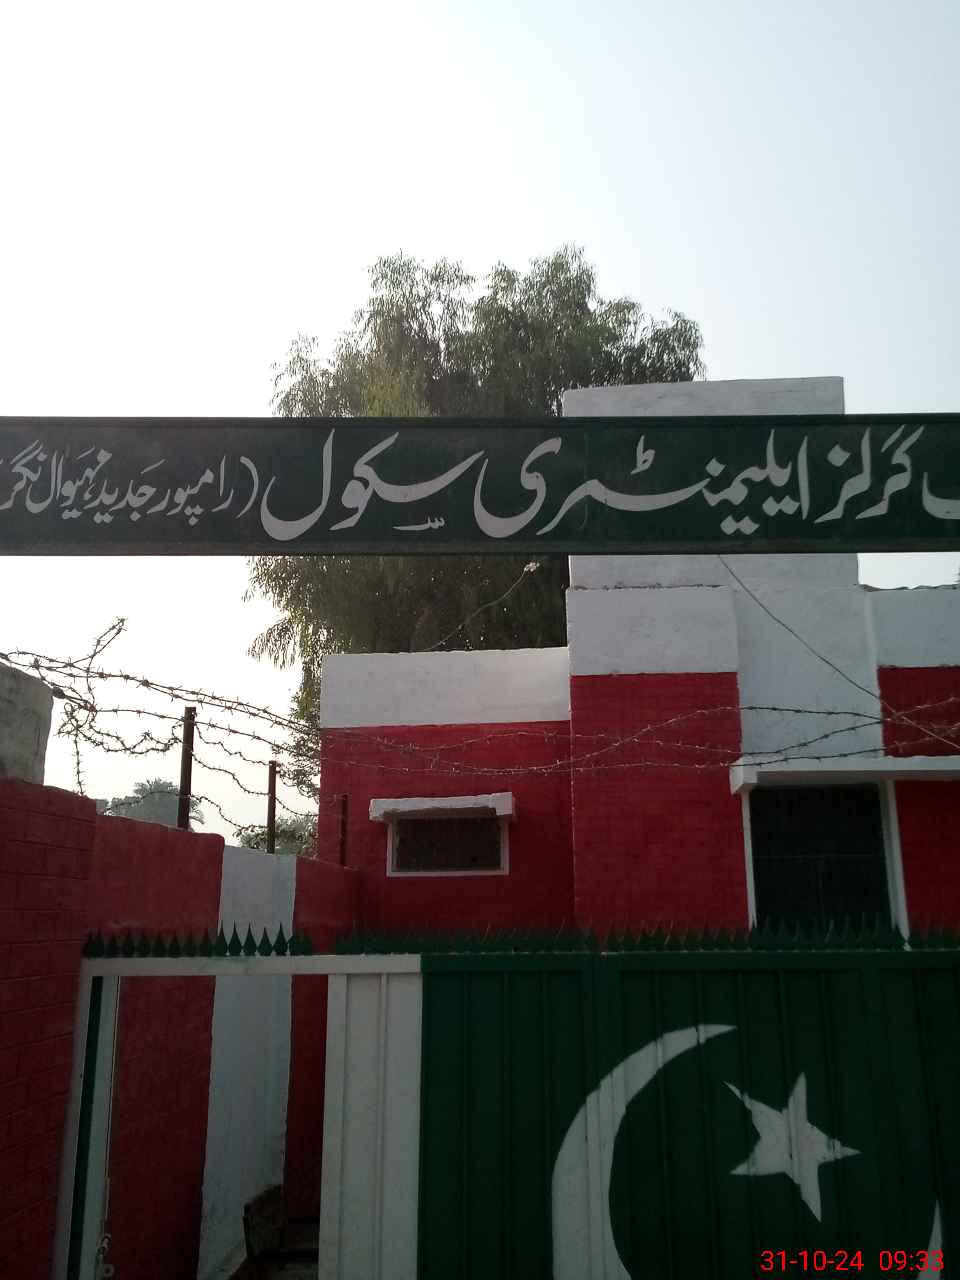 گرلز ایلیمنٹری سکول (رامپور جدید مہیوال نگر
31-10-24 09:33